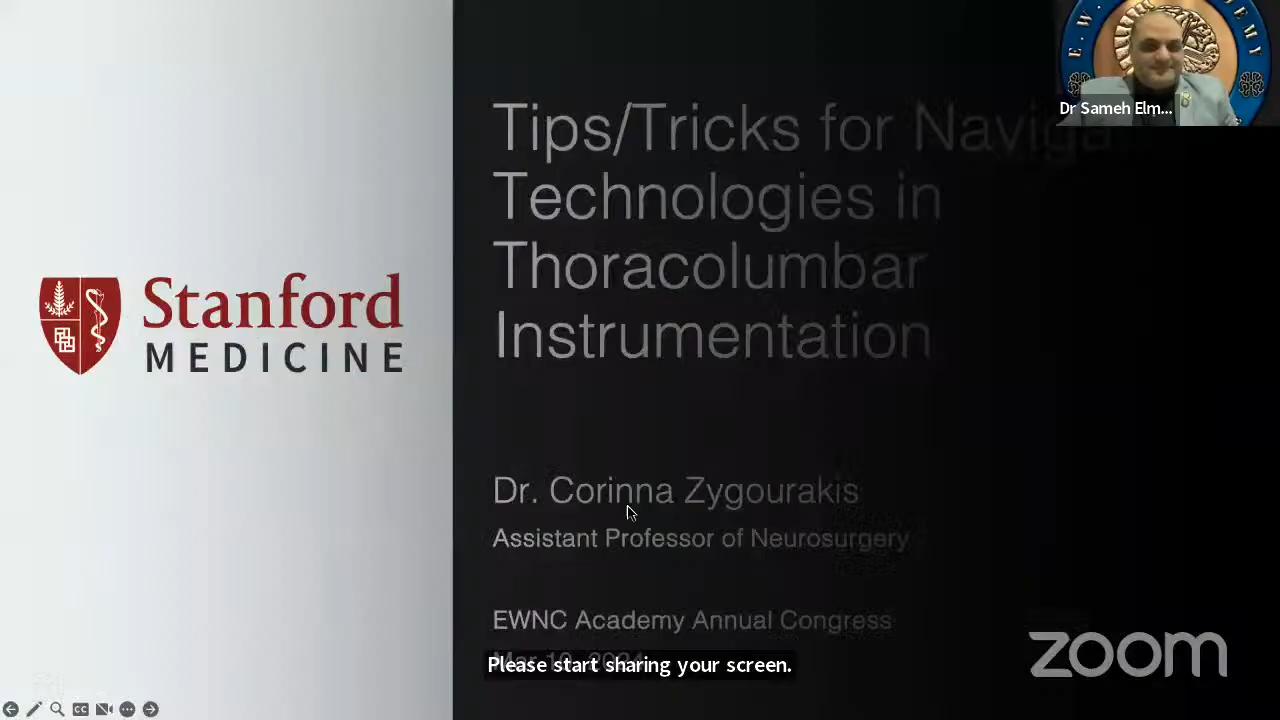 Tips/Tricks for Naviga
Technologies in
Thoracolumbar
Instrumentation
Stanford
MEDICINE
Dr. Corinna Zygourakis
Assistant Professor of Neurosurgery
EWNC Academy Annual Congress
Please start sharing your screen.
Dr Sameh Elm...
zoom
CC